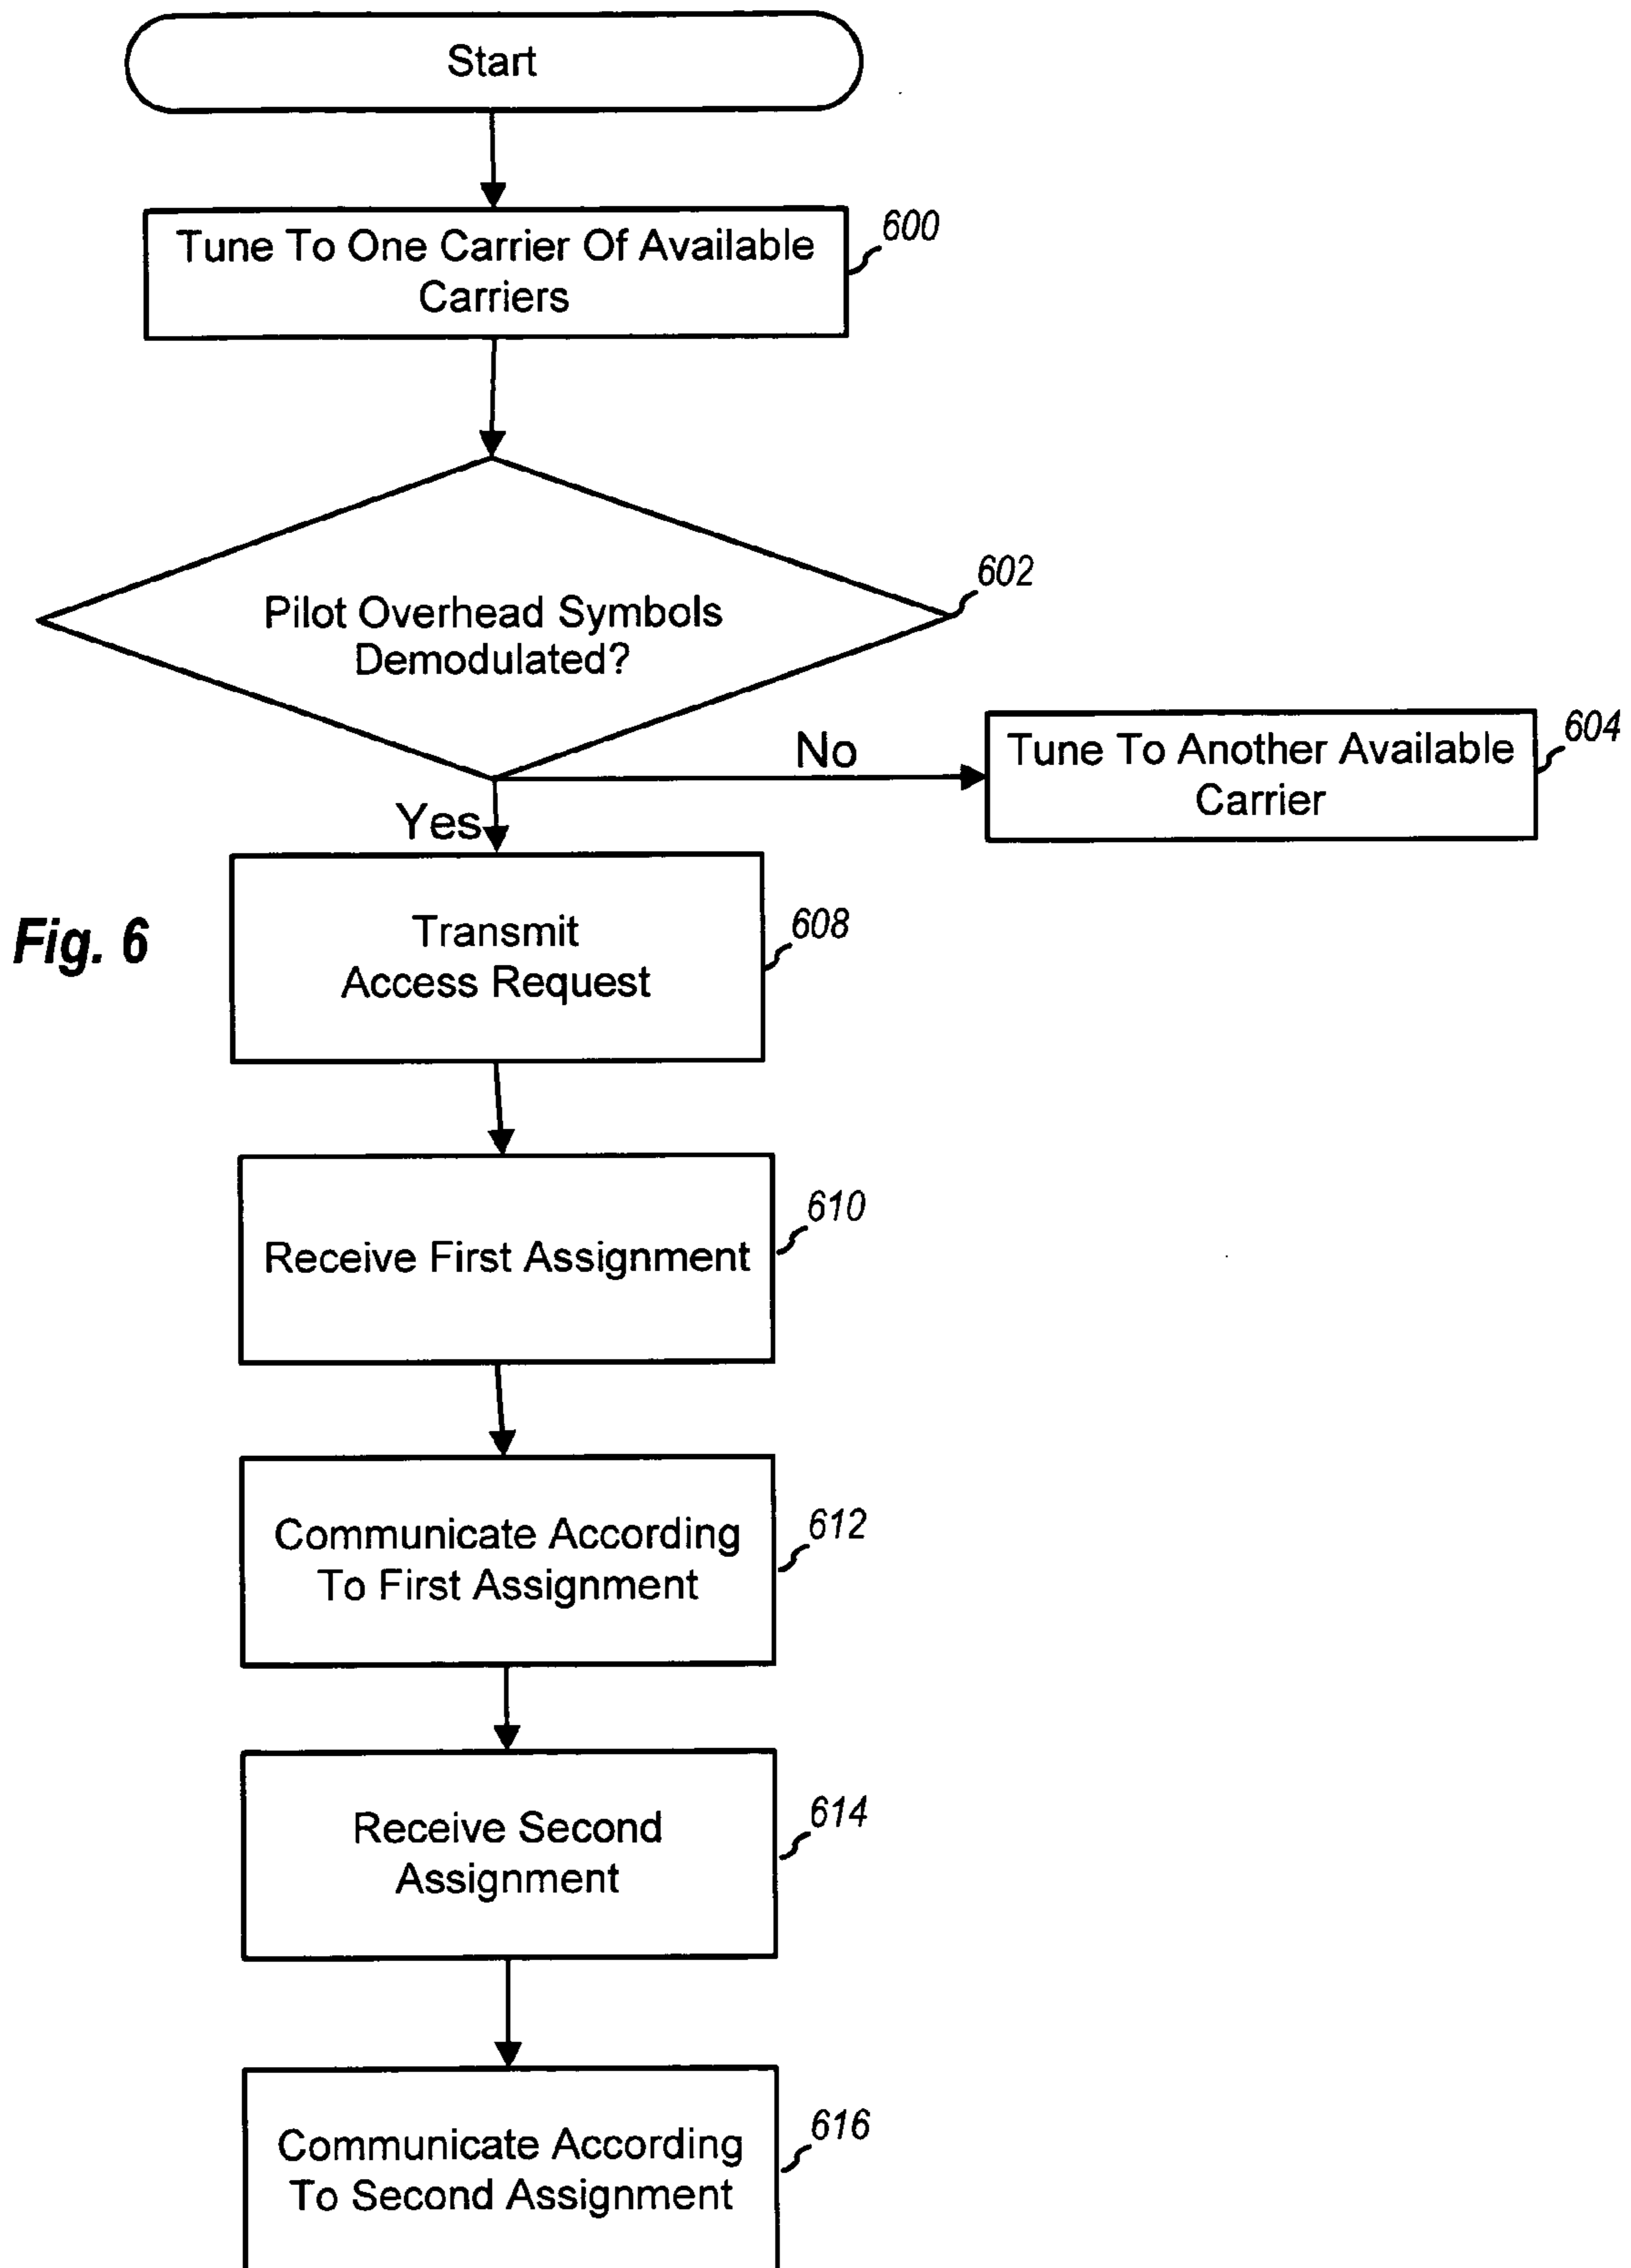 Start
Tune To One Carrier Of Available
Carriers
600
Pilot Overhead Symbols
Demodulated?
602
No
Tune To Another Available
Carrier
604
Yes
Fig. 6
Transmit
Access Request
608
Receive First Assignment
610
Communicate According
To First Assignment
612
Receive Second
Assignment
614
Communicate According
To Second Assignment
616